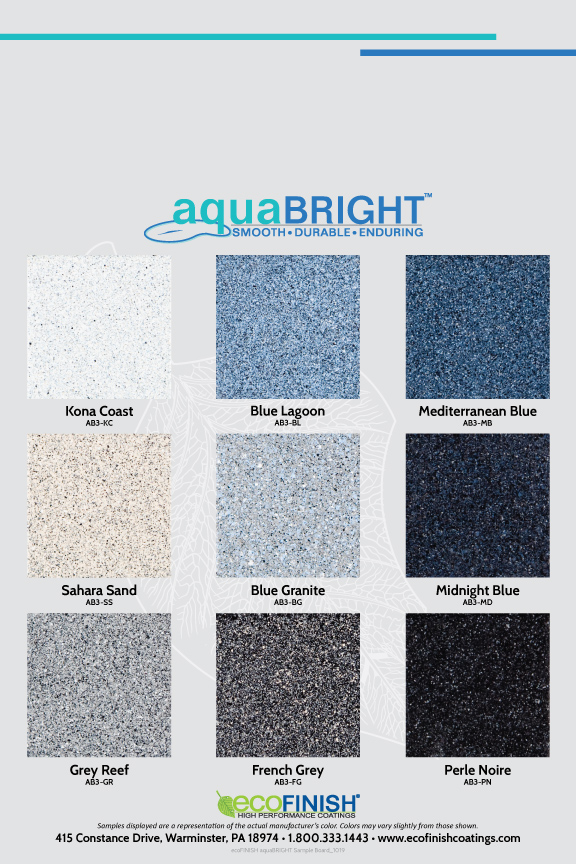 aquaBRIGHT™
SMOOTH • DURABLE • ENDURING
Kona Coast
AB3-KC
Blue Lagoon
AB3-BL
Mediterranean Blue
AB3-MB
Sahara Sand
AB3-SS
Blue Granite
AB3-BG
Midnight Blue
AB3-MD
Grey Reef
AB3-GR
French Grey
AB3-FG
Perle Noire
AB3-PN
ecoFINISH®
HIGH PERFORMANCE COATINGS
Samples displayed are a representation of the actual manufacturer's color. Colors may vary slightly from those shown.
415 Constance Drive, Warminster, PA 18974 • 1.800.333.1443 • www.ecofinishcoatings.com
ecoFINISH aquaBRIGHT Sample Board_1019